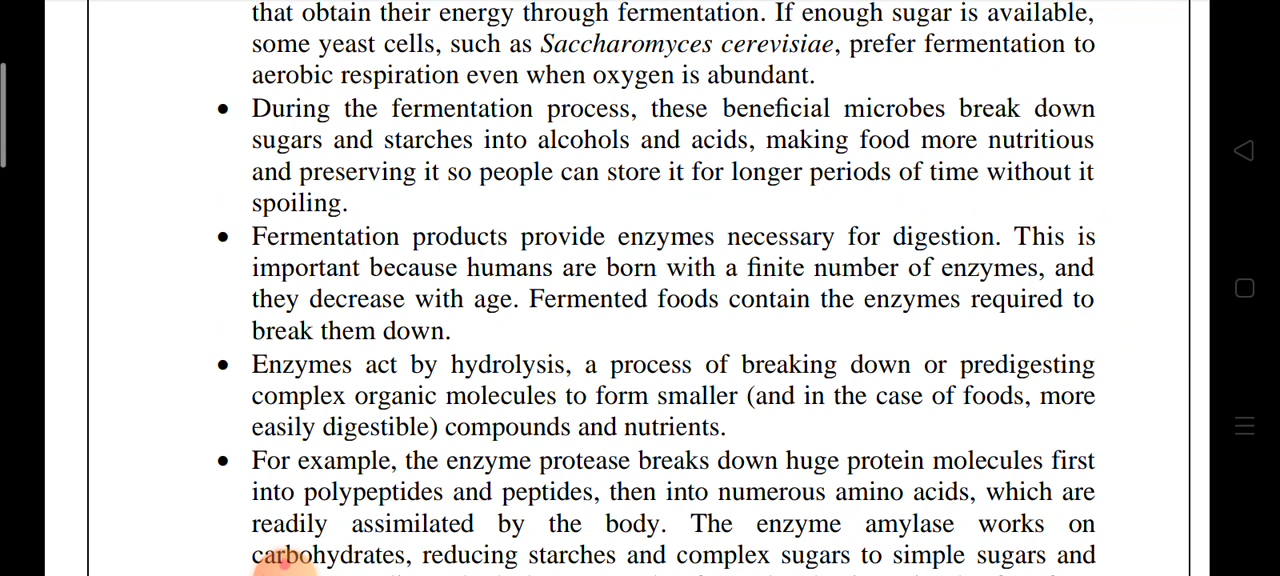 that obtain their energy through fermentation. If enough sugar is available,
some yeast cells, such as Saccharomyces cerevisiae, prefer fermentation to
aerobic respiration even when oxygen is abundant.
• During the fermentation process, these beneficial microbes break down
sugars and starches into alcohols and acids, making food more nutritious
and preserving it so people can store it for longer periods of time without it
spoiling.
• Fermentation products provide enzymes necessary for digestion. This is
important because humans are born with a finite number of enzymes, and
they decrease with age. Fermented foods contain the enzymes required to
break them down.
• Enzymes act by hydrolysis, a process of breaking down or predigesting
complex organic molecules to form smaller (and in the case of foods, more
easily digestible) compounds and nutrients.
• For example, the enzyme protease breaks down huge protein molecules first
into polypeptides and peptides, then into numerous amino acids, which are
readily assimilated by the body. The enzyme amylase works on
carbohydrates, reducing starches and complex sugars to simple sugars and